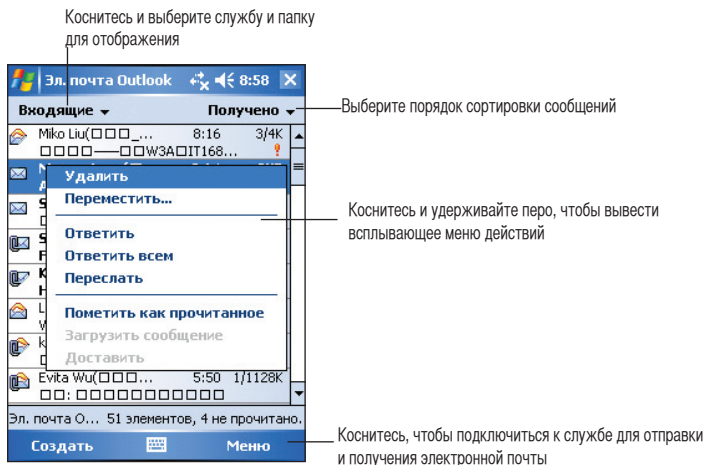 Коснитесь и выберите службу и папку
для отображения
Эл. почта Outlook 8:58
Входящие Получено
Выберите порядок сортировки сообщений
Miko Liu(□□□_... 8:16 3/4K
□□□□——□□W3A□IT168...
Удалить
Переместить...
Коснитесь и удерживайте перо, чтобы вывести
всплывающее меню действий
Ответить
Ответить всем
Переслать
Пометить как прочитанное
Загрузить сообщение
Доставить
Evita Wu(□□□... 5:50 1/1128K
□□: □□□□□□□□□□□
Эл. почта О... 51 элементов, 4 не прочитано.
Создать Меню
Коснитесь, чтобы подключиться к службе для отправки
и получения электронной почты